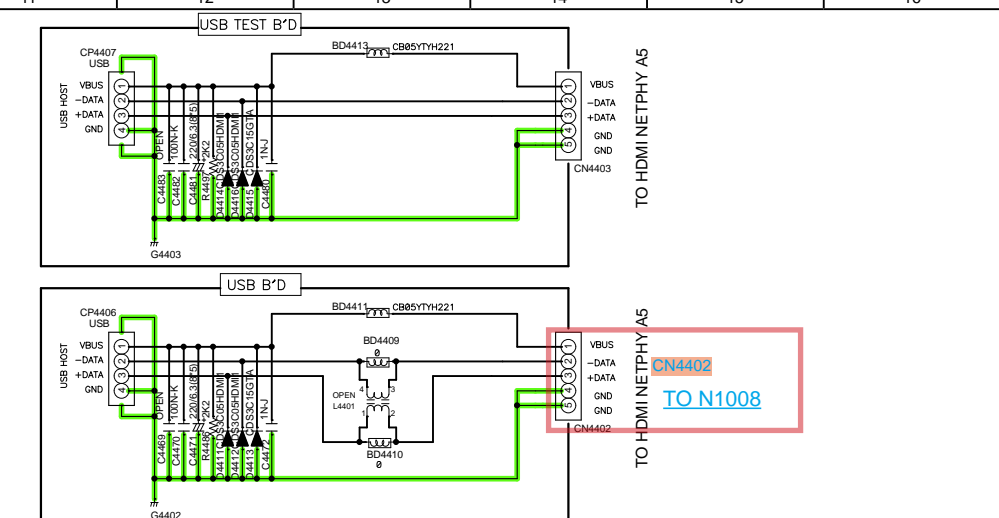 USB TEST B'D
CP4407
USB
BD4413
CB05YTYH221
USB HOST
VBUS
-DATA
+DATA
GND
1
2
3
4
OPEN
100N-K
220/6.3(8*5)
2K2
CDS3C05HDMI1
CDS3C05HDMI1
CDS3C15GTA
1N-J
C4483
C4482
C4481
R4497
D4414
D4416
D4415
C4480
G4403
1
2
3
4
5
VBUS
-DATA
+DATA
GND
GND
CN4403
TO HDMI NETPHY A5
USB B'D
CP4406
USB
BD4411
CB05YTYH221
BD4409
0
USB HOST
VBUS
-DATA
+DATA
GND
1
2
3
4
OPEN
L4401
4
3
1
2
BD4410
0
OPEN
100N-K
220/6.3(8*5)
2K2
CDS3C05HDMI1
CDS3C05HDMI1
CDS3C15GTA
1N-J
C4469
C4470
C4471
R4486
D4411
D4412
D4413
C4472
G4402
1
2
3
4
5
VBUS
-DATA
+DATA
GND
GND
CN4402
TO HDMI NETPHY A5
CN4402
TO N1008